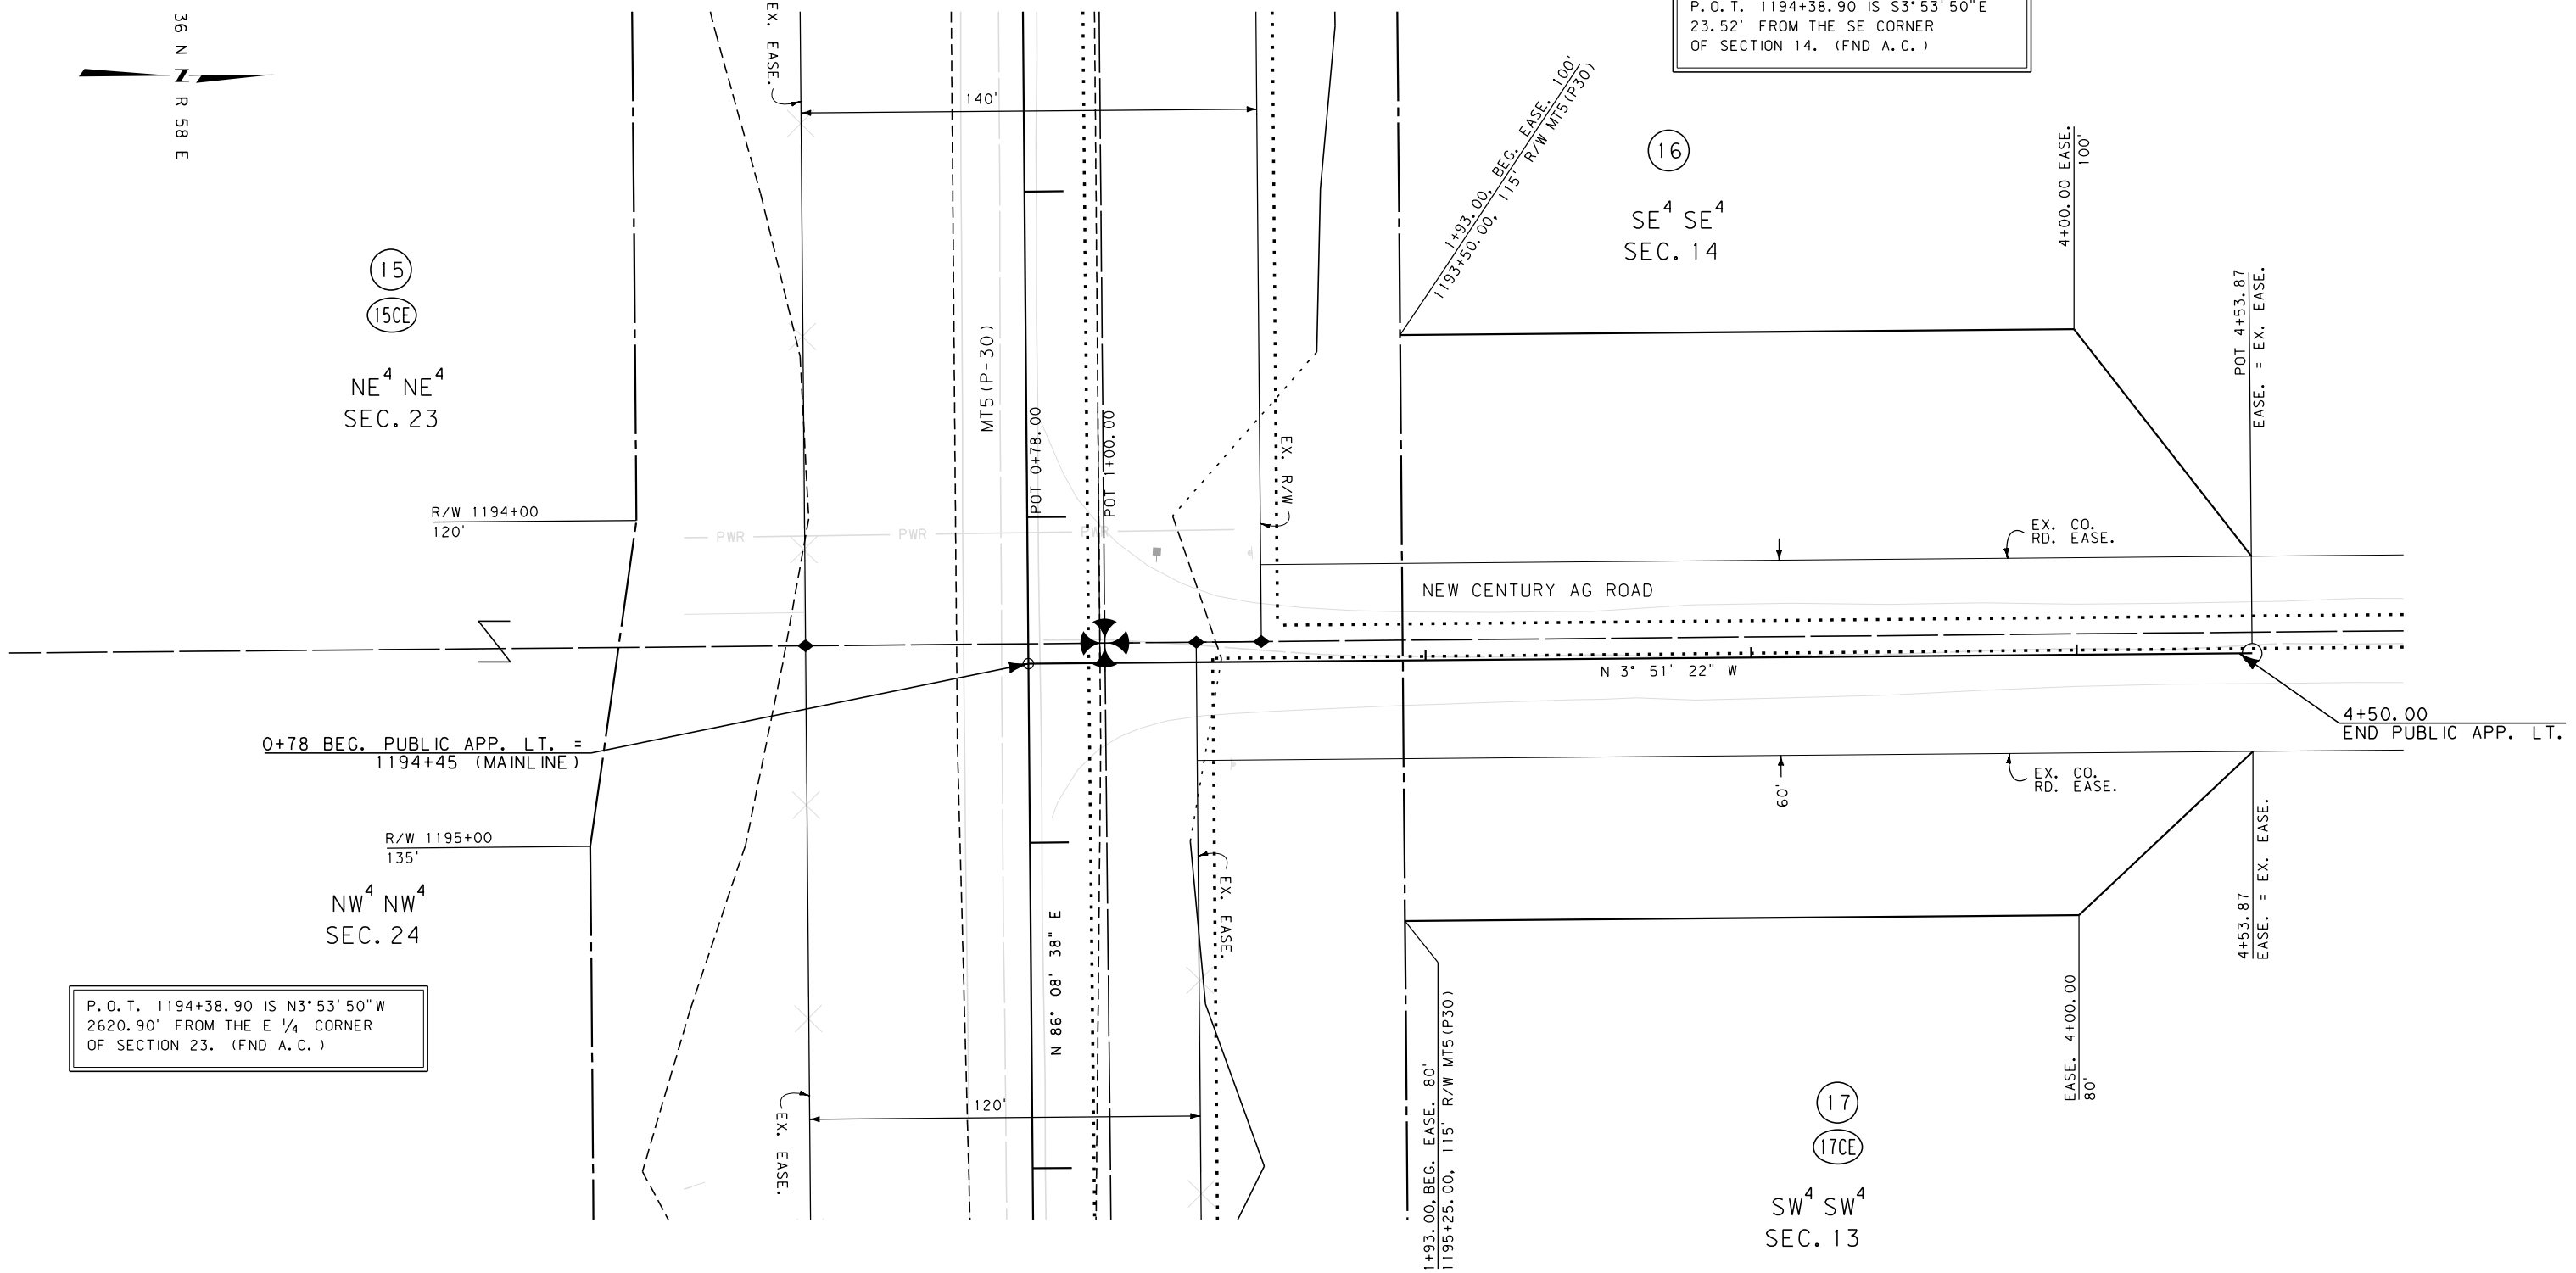 36 N
N
R 58 E
EX. EASE.
140'
P.O.T. 1194+38.90 IS S3°53'50"E
23.52' FROM THE SE CORNER
OF SECTION 14. (FND A.C.)
1+93.00, BEG. EASE. 100'
1193+50.00, 115' R/W MT5(P30)
16
SE4 SE4
SEC.14
4+00.00 EASE.
100'
POT 4+53.87
EASE. = EX. EASE.
15
15CE
NE4 NE4
SEC.23
MT5(P-30)
POT 0+78.00
POT 1+00.00
EX. R/W
R/W 1194+00
120'
PWR
PWR
PWR
EX. CO.
RD. EASE.
NEW CENTURY AG ROAD
N 3° 51' 22" W
0+78 BEG. PUBLIC APP. LT. =
1194+45 (MAINLINE)
4+50.00
END PUBLIC APP. LT.
EX. CO.
RD. EASE.
60'
R/W 1195+00
135'
NW4 NW4
SEC.24
EX. EASE.
N 86° 08' 38" E
4+53.87
EASE. = EX. EASE.
P.O.T. 1194+38.90 IS N3°53'50"W
2620.90' FROM THE E 1/4 CORNER
OF SECTION 23. (FND A.C.)
EX. EASE.
120'
1+93.00,BEG. EASE. 80'
1195+25.00, 115' R/W MT5(P30)
EASE. 4+00.00
80'
17
17CE
SW4 SW4
SEC.13